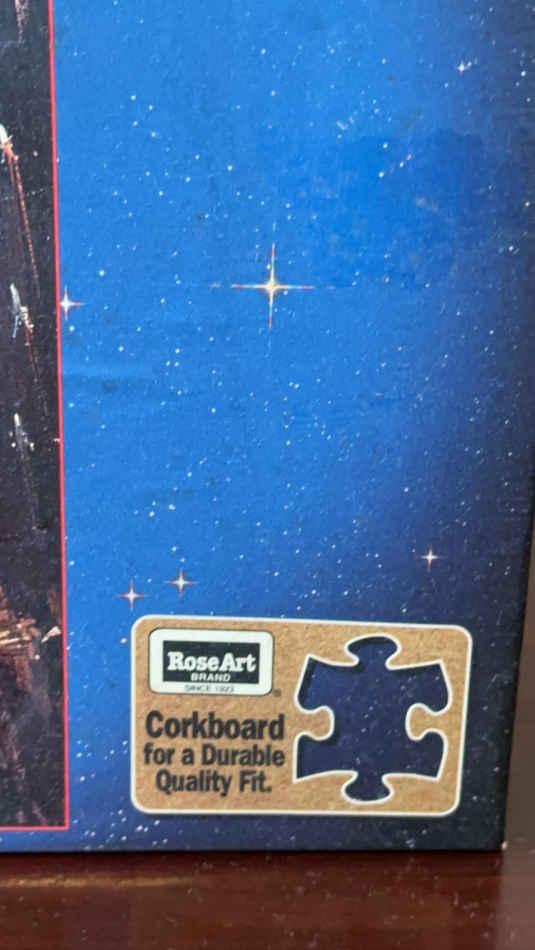 RoseArt
BRAND
SINCE 1923
®
Corkboard
for a Durable
Quality Fit.